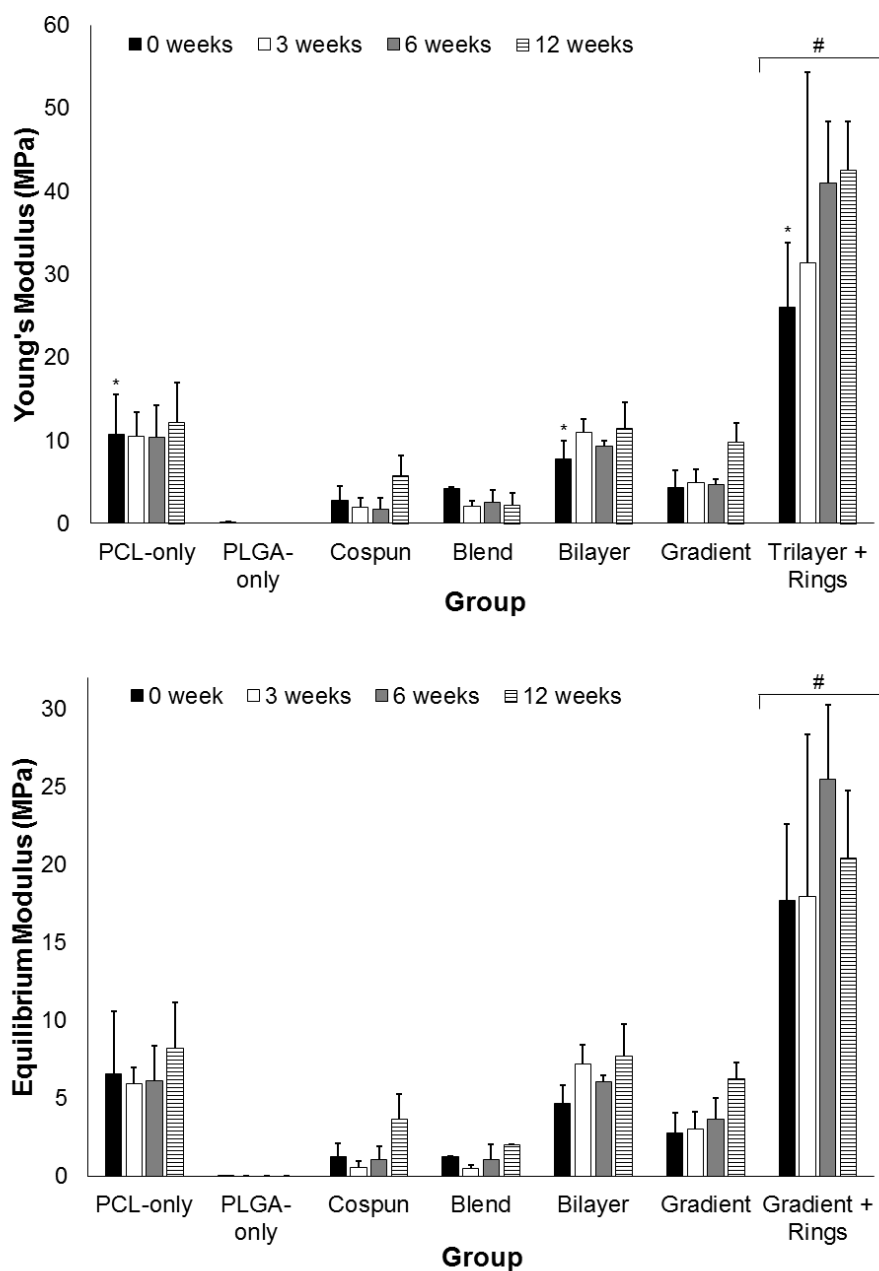 60
50
40
30
20
10
0
Young's Modulus (MPa)
0 weeks 3 weeks 6 weeks 12 weeks
#
* * *
PCL-only PLGA-only Cospun Blend Bilayer Gradient Trilayer + Rings
Group
30
25
20
15
10
5
0
Equilibrium Modulus (MPa)
0 week 3 weeks 6 weeks 12 weeks
#
PCL-only PLGA-only Cospun Blend Bilayer Gradient Gradient + Rings
Group